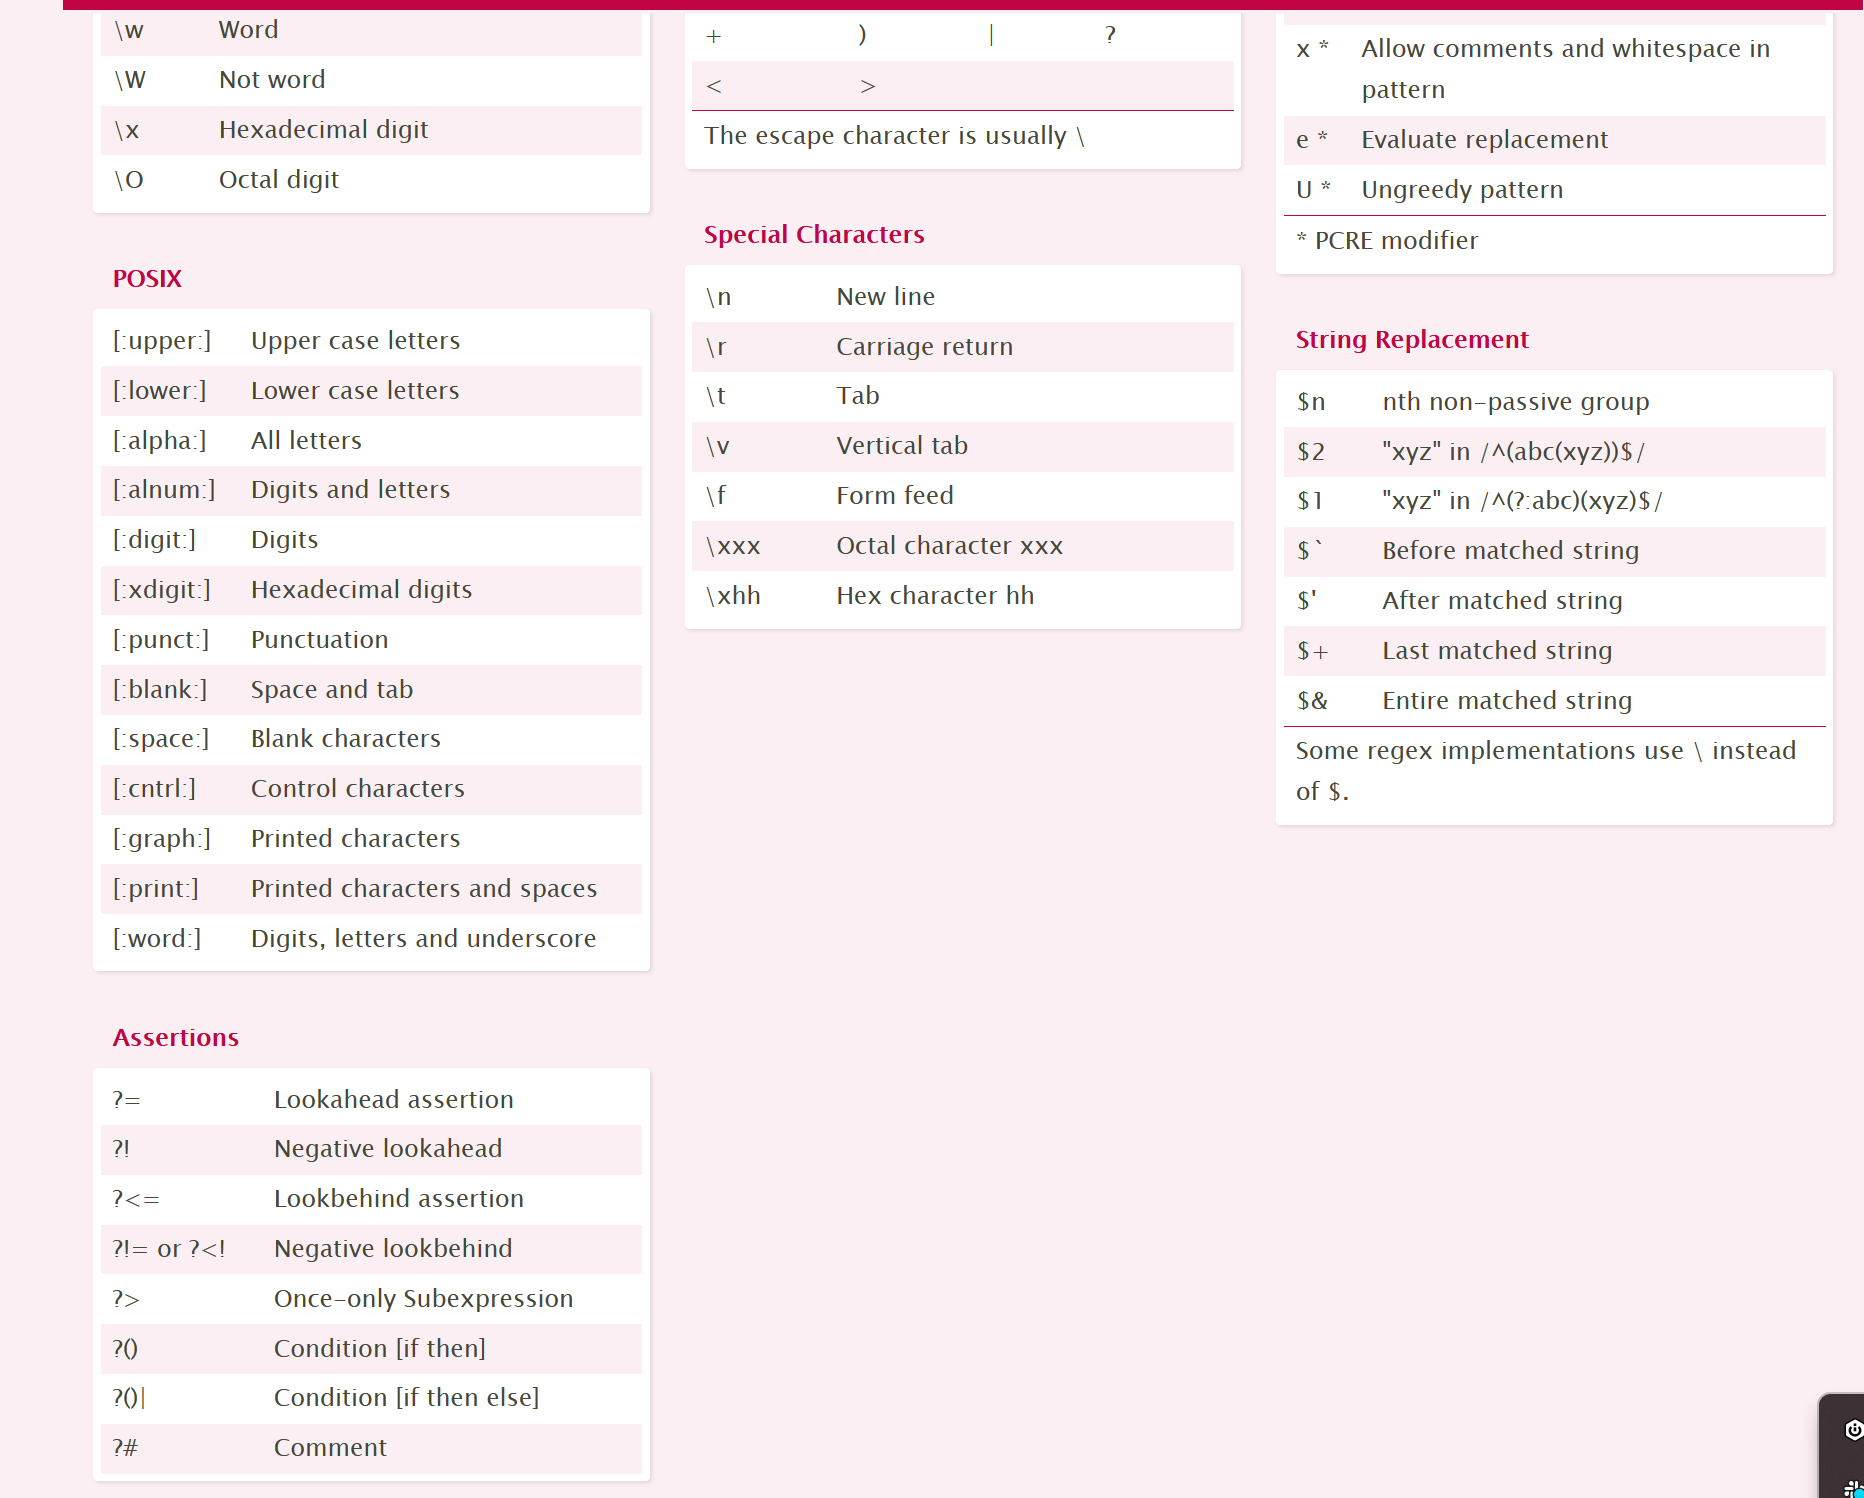 \w Word
\W Not word
\x Hexadecimal digit
\O Octal digit
POSIX
[:upper:] Upper case letters
[:lower:] Lower case letters
[:alpha:] All letters
[:alnum:] Digits and letters
[:digit:] Digits
[:xdigit:] Hexadecimal digits
[:punct:] Punctuation
[:blank:] Space and tab
[:space:] Blank characters
[:cntrl:] Control characters
[:graph:] Printed characters
[:print:] Printed characters and spaces
[:word:] Digits, letters and underscore
Assertions
?= Lookahead assertion
?! Negative lookahead
?<= Lookbehind assertion
?!= or ?<! Negative lookbehind
?> Once-only Subexpression
?() Condition [if then]
?()| Condition [if then else]
?# Comment
+ ) | ?
< >
The escape character is usually \
Special Characters
\n New line
\r Carriage return
\t Tab
\v Vertical tab
\f Form feed
\xxx Octal character xxx
\xhh Hex character hh
x * Allow comments and whitespace in
pattern
e * Evaluate replacement
U * Ungreedy pattern
* PCRE modifier
String Replacement
$n nth non-passive group
$2 "xyz" in /^(abc(xyz))$/
$1 "xyz" in /^(?:abc)(xyz)$/
$` Before matched string
$' After matched string
$+ Last matched string
$& Entire matched string
Some regex implementations use \ instead
of $.